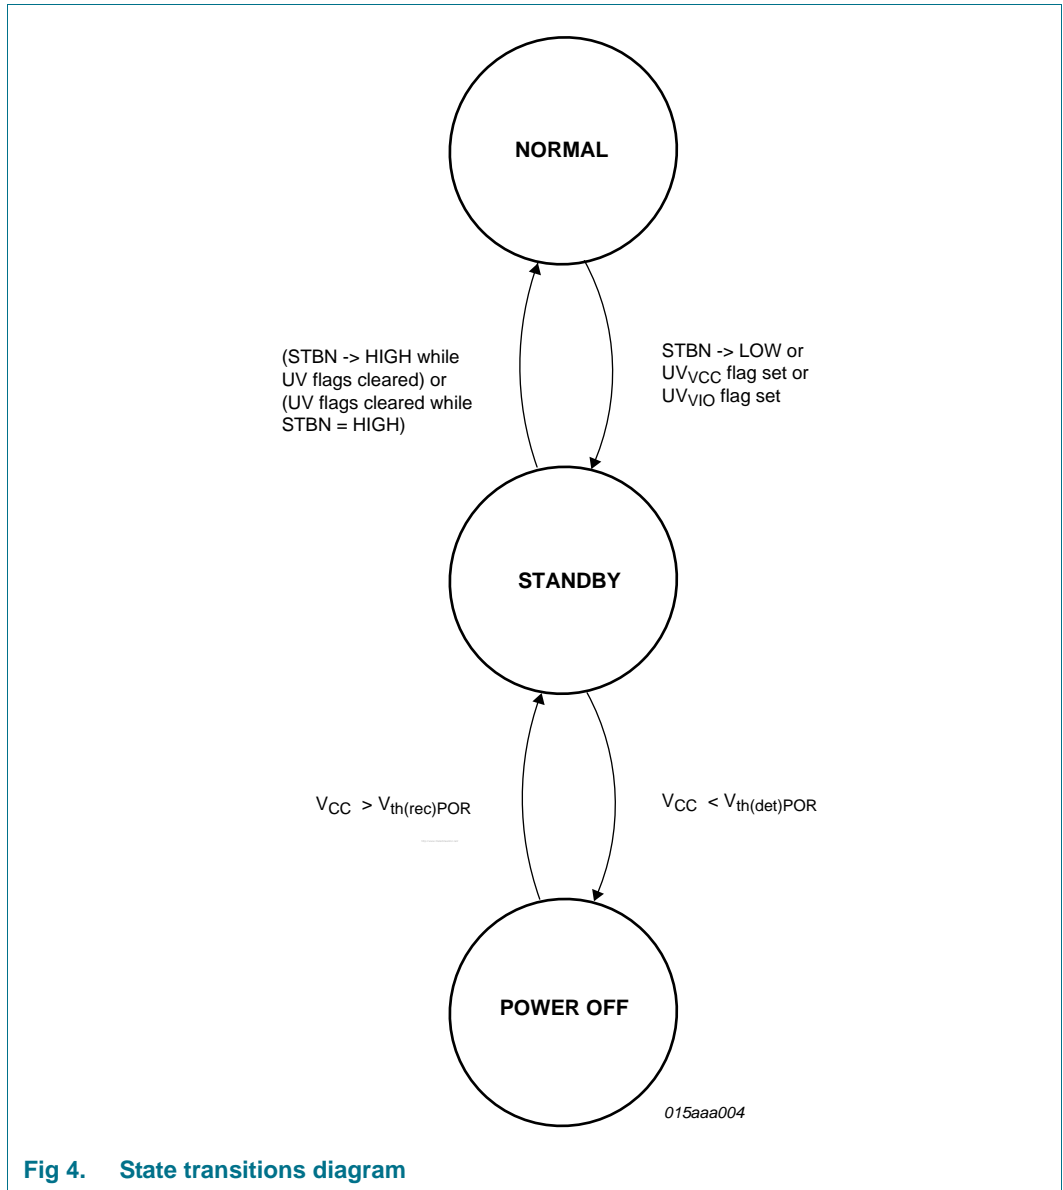 NORMAL
(STBN -> HIGH while
UV flags cleared) or
(UV flags cleared while
STBN = HIGH)
STBN -> LOW or
UVVCC flag set or
UVVIO flag set
STANDBY
VCC > Vth(rec)POR
VCC < Vth(det)POR
POWER OFF
015aaa004
Fig 4. State transitions diagram